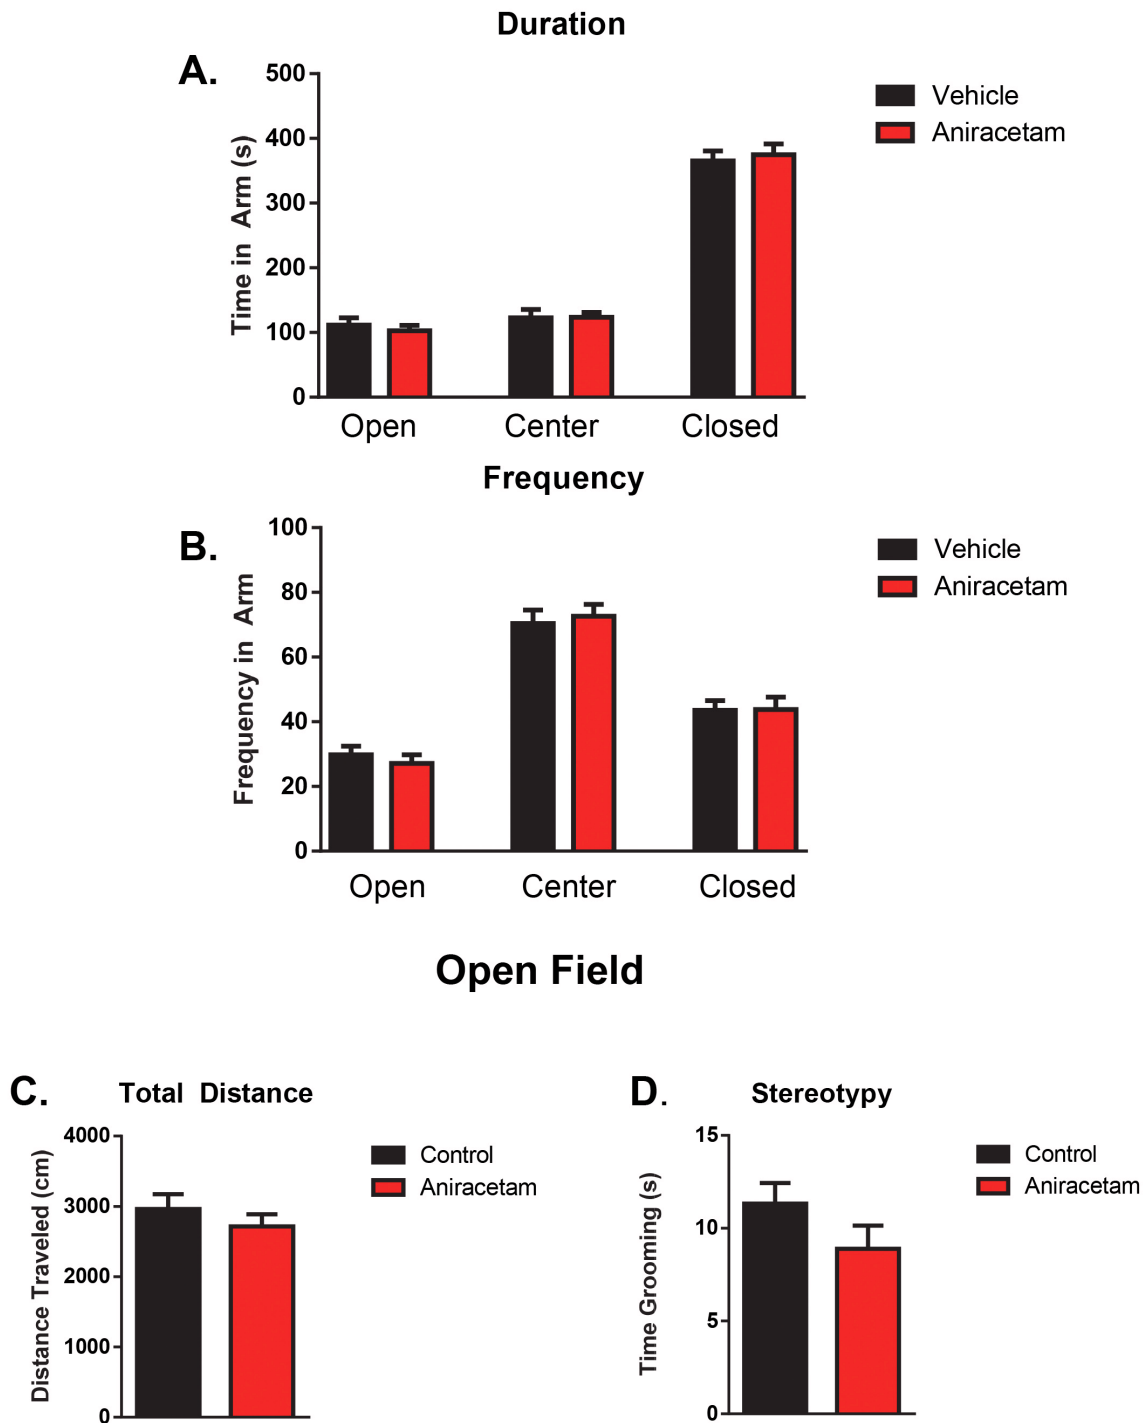 Duration
A.
500
400
300
200
100
0
Time in Arm (s)
Vehicle
Aniracetam
Open Center Closed
Frequency
B.
100
80
60
40
20
0
Frequency in Arm
Vehicle
Aniracetam
Open Center Closed
Open Field
C. Total Distance
4000
3000
2000
1000
0
Distance Traveled (cm)
Control
Aniracetam
D. Stereotypy
15
10
5
0
Time Grooming (s)
Control
Aniracetam